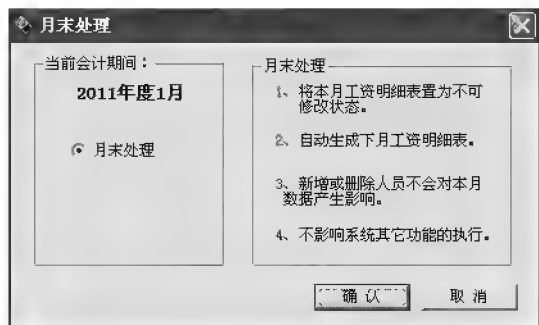 月末处理
当前会计期间：
2011年度1月
月末处理
月末处理
1、将本月工资明细表置为不可
修改状态。
2、自动生成下月工资明细表。
3、新增或删除人员不会对本月
数据产生影响。
4、不影响系统其它功能的执行。
确认
取消